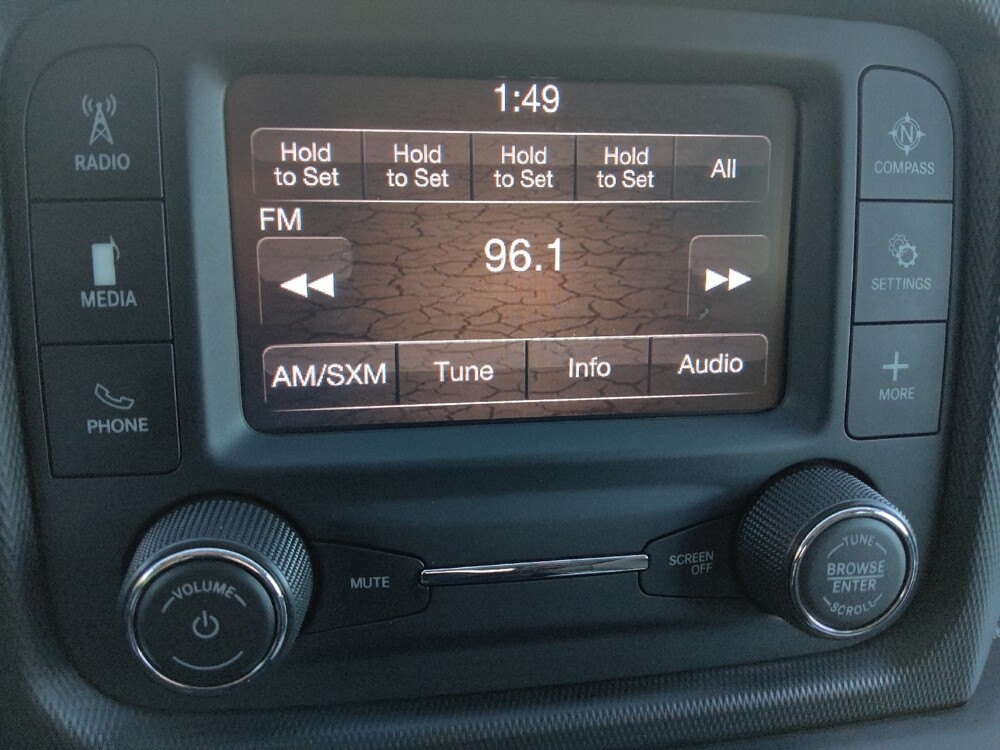 1:49
Hold to Set
Hold to Set
Hold to Set
Hold to Set
All
FM
96.1
AM/SXM
Tune
Info
Audio
RADIO
MEDIA
PHONE
N
COMPASS
SETTINGS
MORE
VOLUME
MUTE
SCREEN OFF
TUNE
BROWSE
ENTER
SCROLL